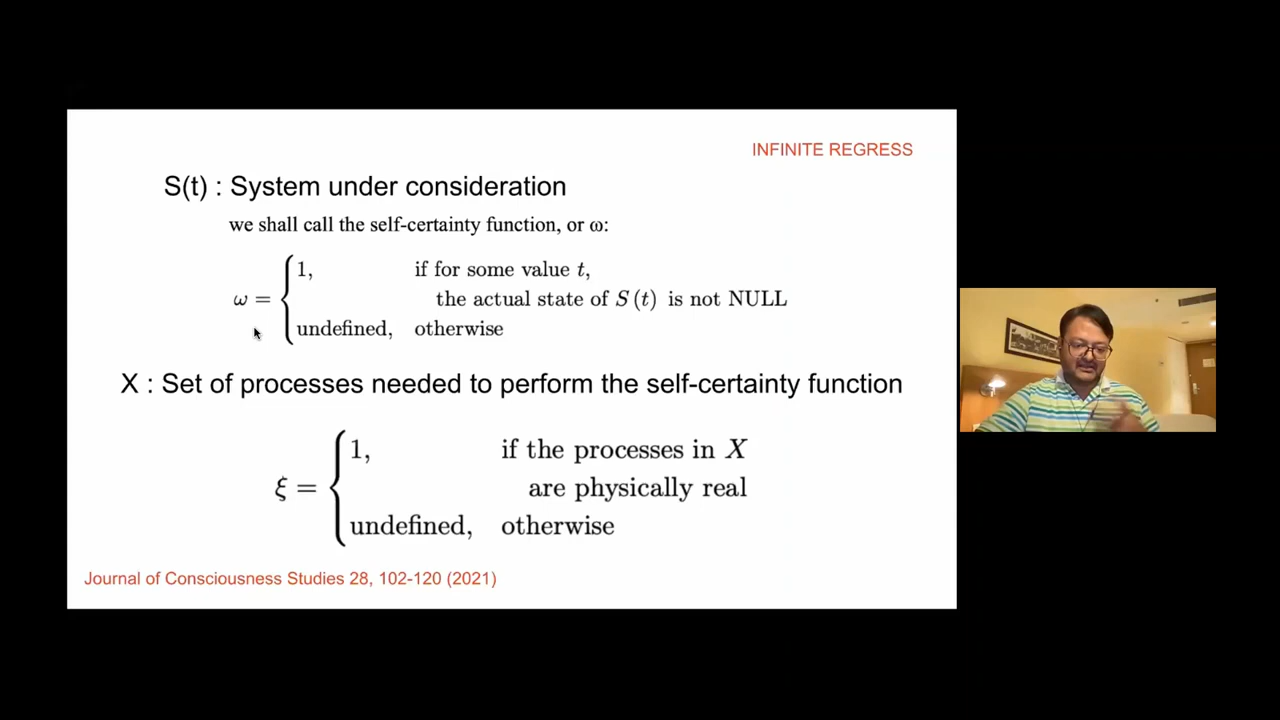 INFINITE REGRESS
S(t) : System under consideration
we shall call the self-certainty function, or ω:
1, if for some value t,
ω = the actual state of S (t) is not NULL
undefined, otherwise
X : Set of processes needed to perform the self-certainty function
1, if the processes in X
ξ = are physically real
undefined, otherwise
Journal of Consciousness Studies 28, 102-120 (2021)